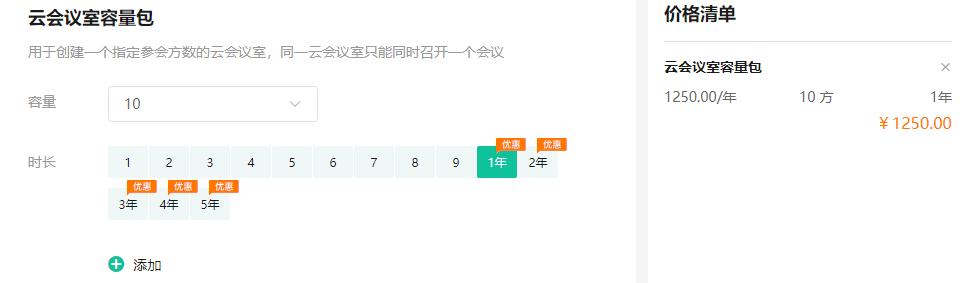 云会议室容量包
用于创建一个指定参会方数的云会议室，同一云会议室只能同时召开一个会议
容量
10
时长
1 2 3 4 5 6 7 8 9 1年 优惠 2年 优惠
3年 优惠 4年 优惠 5年 优惠
添加
价格清单
云会议室容量包
1250.00/年 10 方 1年
¥ 1250.00